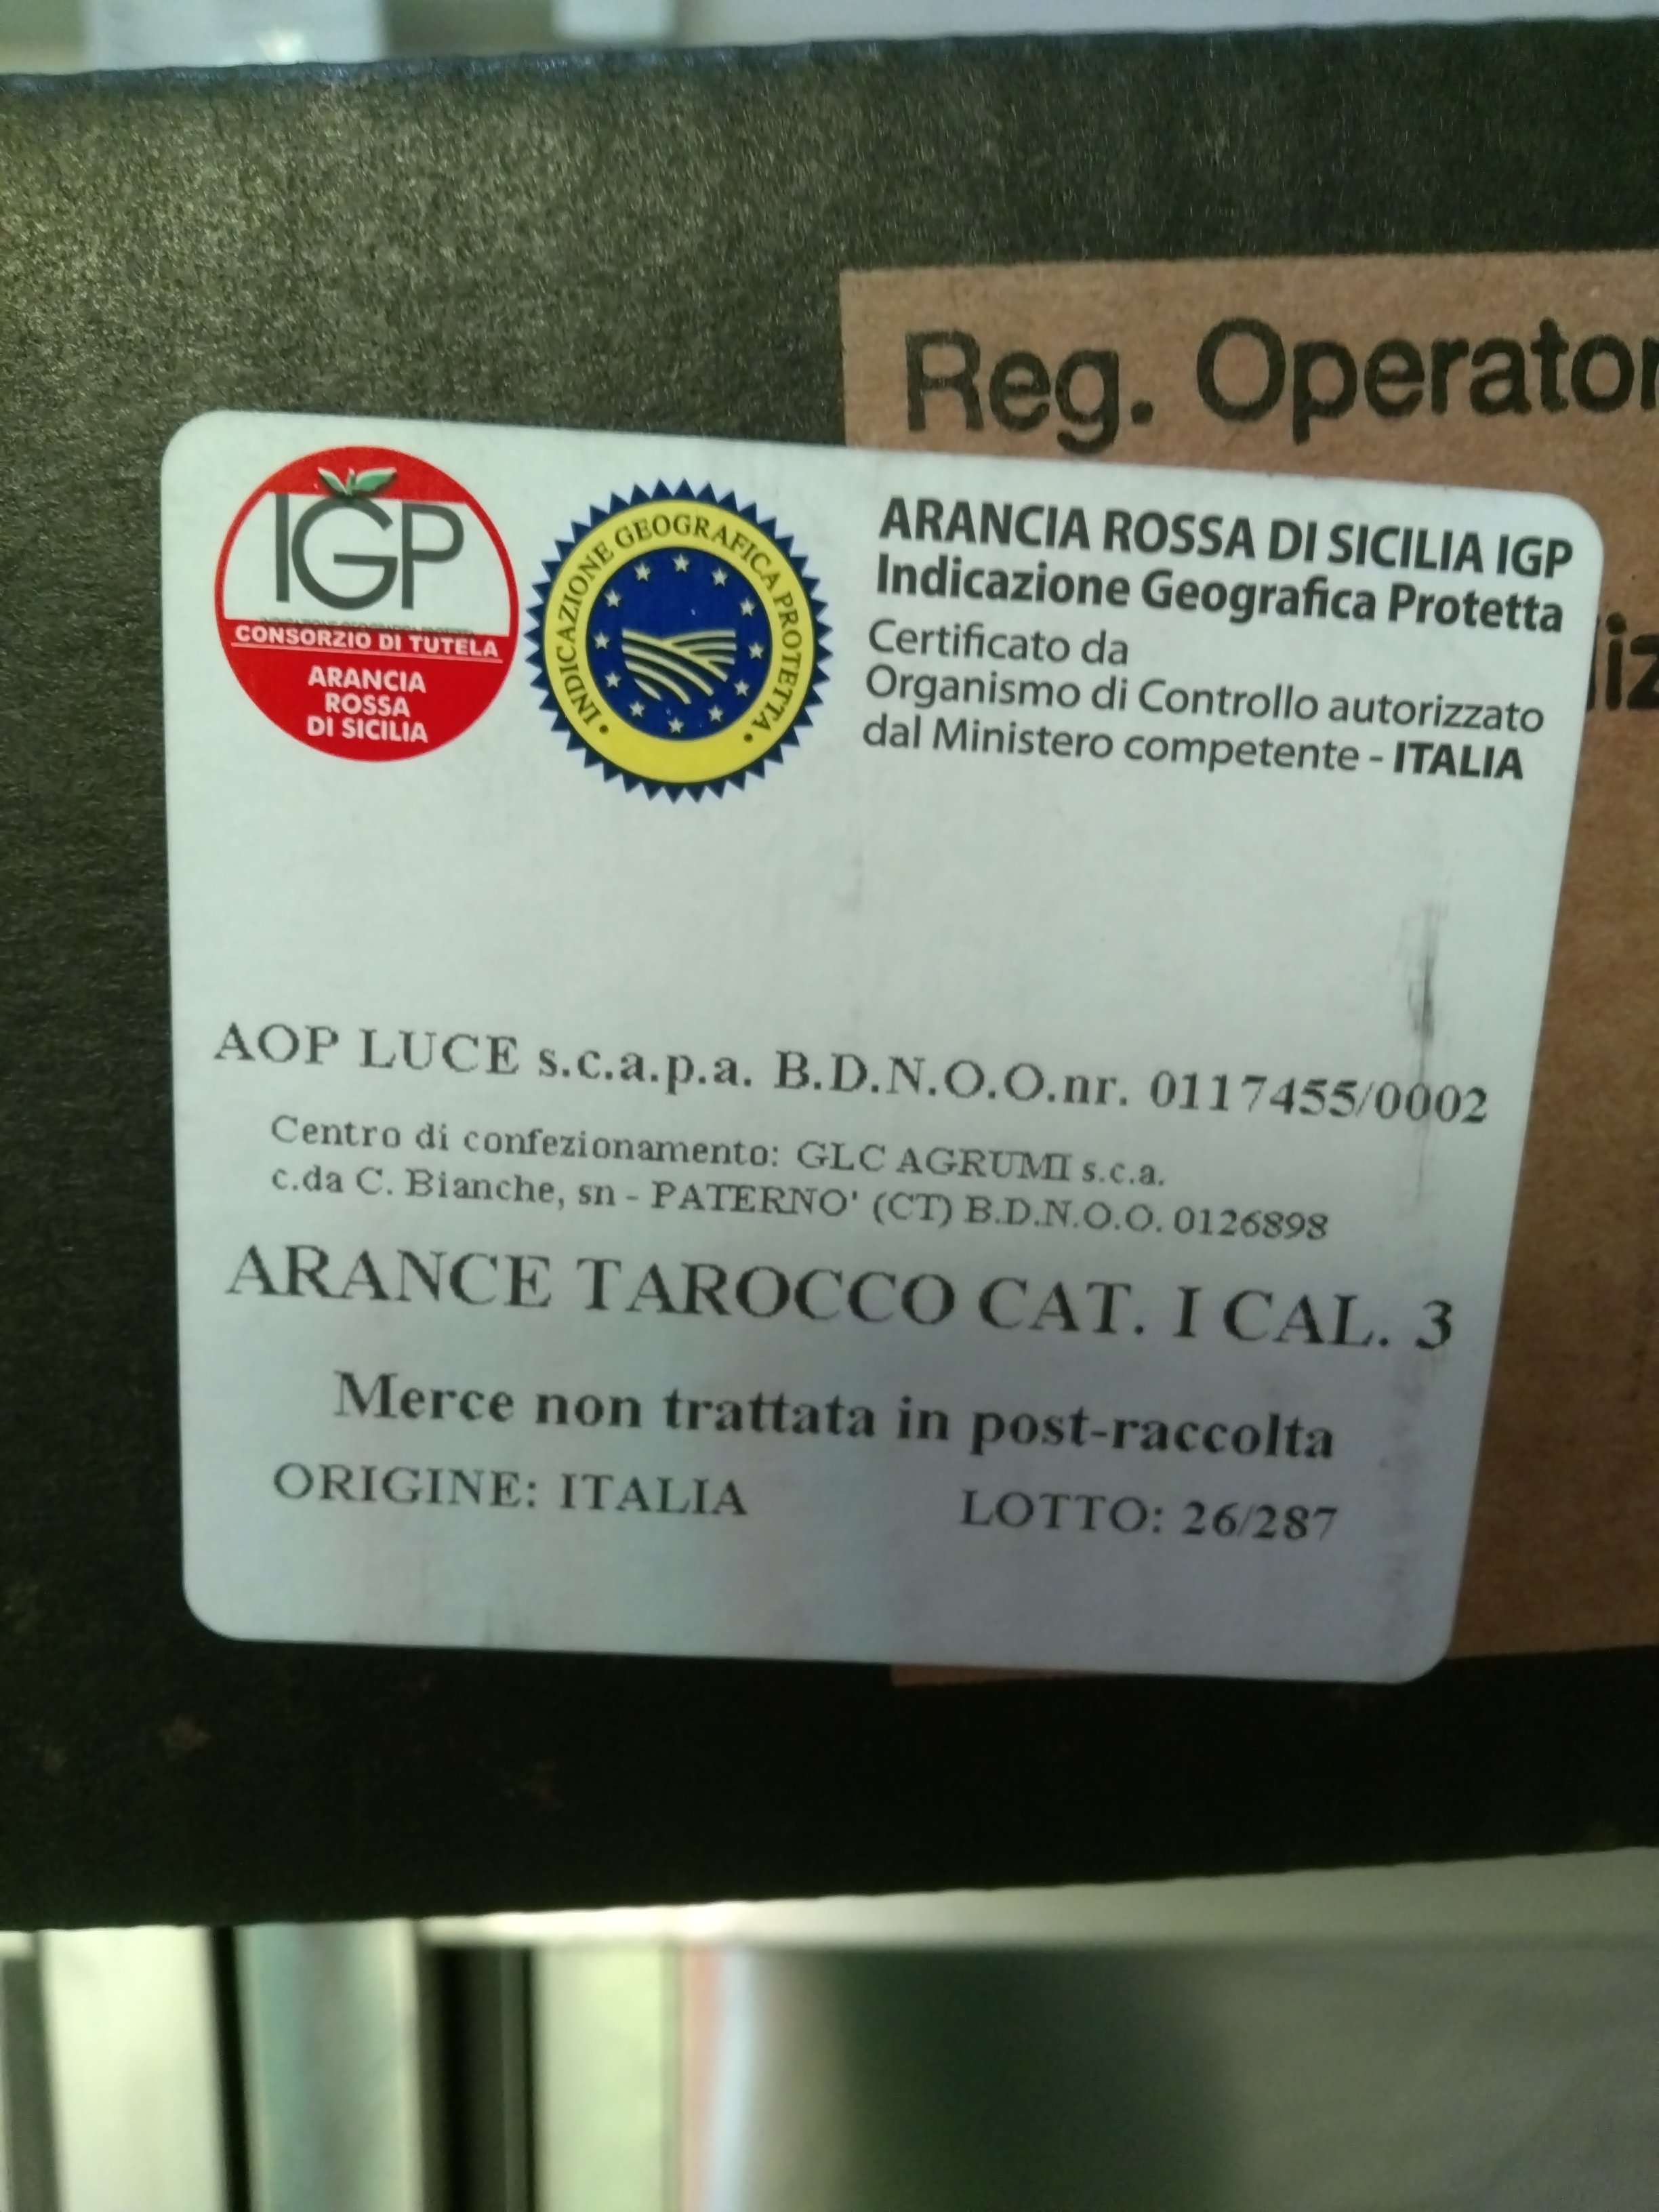 Reg. Operator
IGP
CONSORZIO DI TUTELA
ARANCIA
ROSSA
DI SICILIA
• INDICAZIONE GEOGRAFICA PROTETTA •
ARANCIA ROSSA DI SICILIA IGP
Indicazione Geografica Protetta
Certificato da
Organismo di Controllo autorizzato
dal Ministero competente - ITALIA
AOP LUCE s.c.a.p.a. B.D.N.O.O.nr. 0117455/0002
Centro di confezionamento: GLC AGRUMI s.c.a.
c.da C. Bianche, sn - PATERNO' (CT) B.D.N.O.O. 0126898
ARANCE TAROCCO CAT. I CAL. 3
Merce non trattata in post-raccolta
ORIGINE: ITALIA LOTTO: 26/287